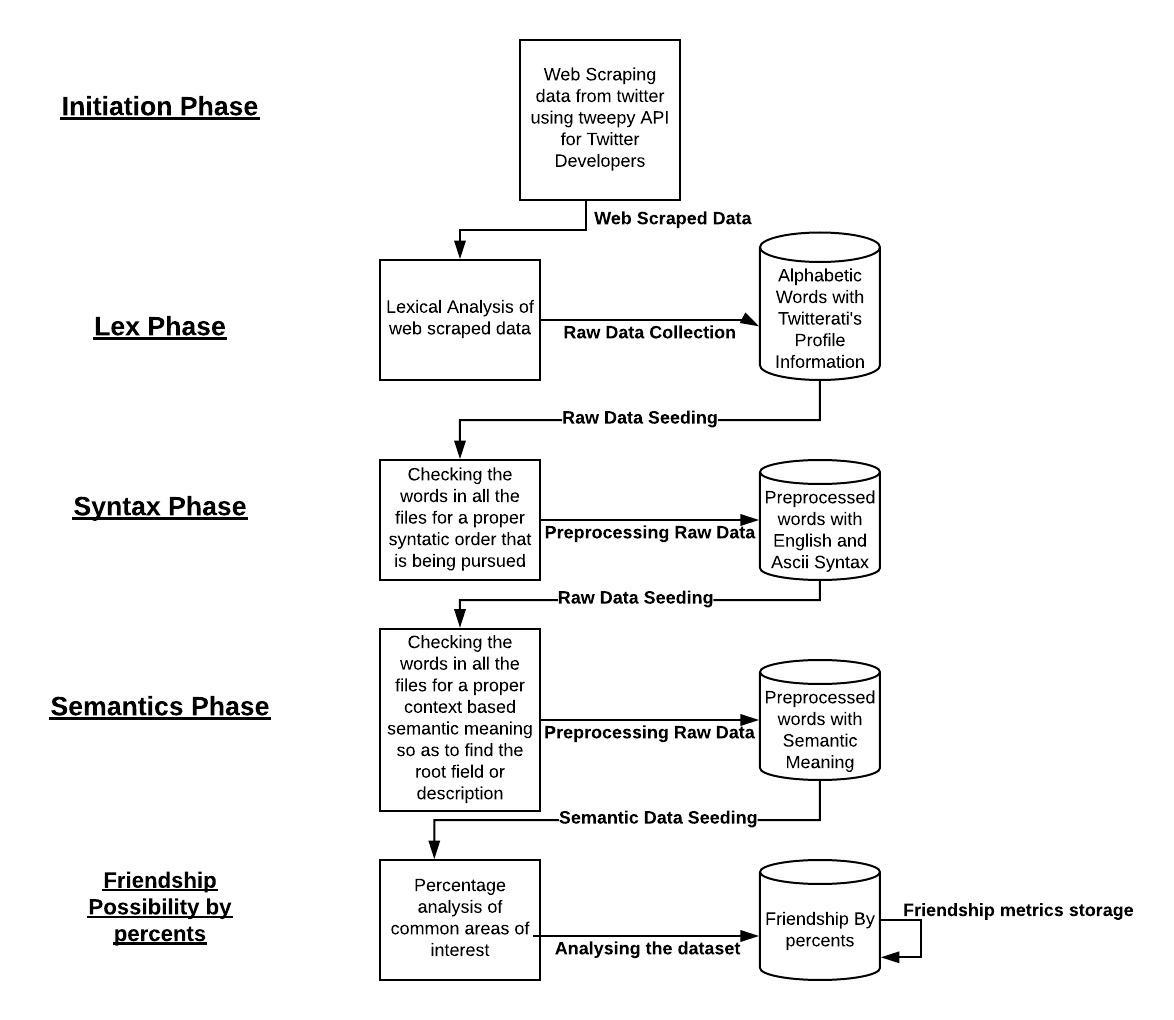 Initiation Phase
Web Scraping
data from twitter
using tweepy API
for Twitter
Developers
Web Scraped Data
Lex Phase
Lexical Analysis of
web scraped data
Raw Data Collection
Alphabetic
Words with
Twitterati's
Profile
Information
Raw Data Seeding
Syntax Phase
Checking the
words in all the
files for a proper
syntatic order that
is being pursued
Preprocessing Raw Data
Preprocessed
words with
English and
Ascii Syntax
Raw Data Seeding
Semantics Phase
Checking the
words in all the
files for a proper
context based
semantic meaning
so as to find the
root field or
description
Preprocessing Raw Data
Preprocessed
words with
Semantic
Meaning
Semantic Data Seeding
Friendship
Possibility by
percents
Percentage
analysis of
common areas of
interest
Analysing the dataset
Friendship By
percents
Friendship metrics storage